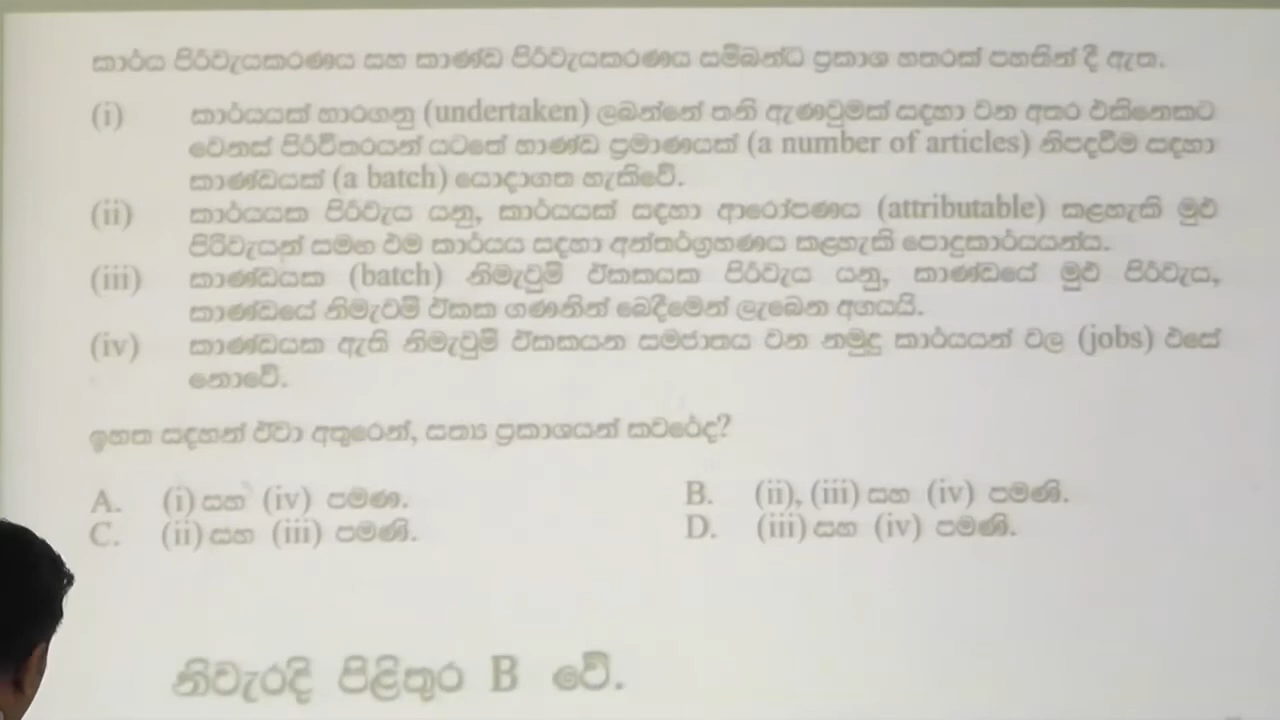 කාර්ය පිරිවැයකරණය සහ කාණ්ඩ පිරිවැයකරණය සම්බන්ධ ප්‍රකාශ හතරක් පහතින් දී ඇත.
(i) කාර්යයක් භාරගනු (undertaken) ලබන්නේ තනි ඇණවුමක් සඳහා වන අතර එකිනෙකට
වෙනස් පිරිවිතරයන් යටතේ භාණ්ඩ ප්‍රමාණයක් (a number of articles) නිපදවීම සඳහා
කාණ්ඩයක් (a batch) යොදාගත හැකිවේ.
(ii) කාර්යයක පිරිවැය යනු, කාර්යයක් සඳහා ආරෝපණය (attributable) කළහැකි මුළු
පිරිවැයන් සමඟ එම කාර්යය සඳහා අන්තර්ග්‍රහණය කළහැකි පොදුකාර්යයන්ය.
(iii) කාණ්ඩයක (batch) නිමැවුම් ඒකකයක පිරිවැය යනු, කාණ්ඩයේ මුළු පිරිවැය,
කාණ්ඩයේ නිමැවුම් ඒකක ගණනින් බෙදීමෙන් ලැබෙන අගයයි.
(iv) කාණ්ඩයක ඇති නිමැවුම් ඒකකයන සමජාතය වන නමුදු කාර්යයන් වල (jobs) එසේ
නොවේ.
ඉහත සඳහන් ඒවා අතුරෙන්, සත්‍ය ප්‍රකාශයන් කවරේද?
A. (i) සහ (iv) පමණ. B. (ii), (iii) සහ (iv) පමණි.
C. (ii) සහ (iii) පමණි. D. (iii) සහ (iv) පමණි.
නිවැරදි පිළිතුර B වේ.